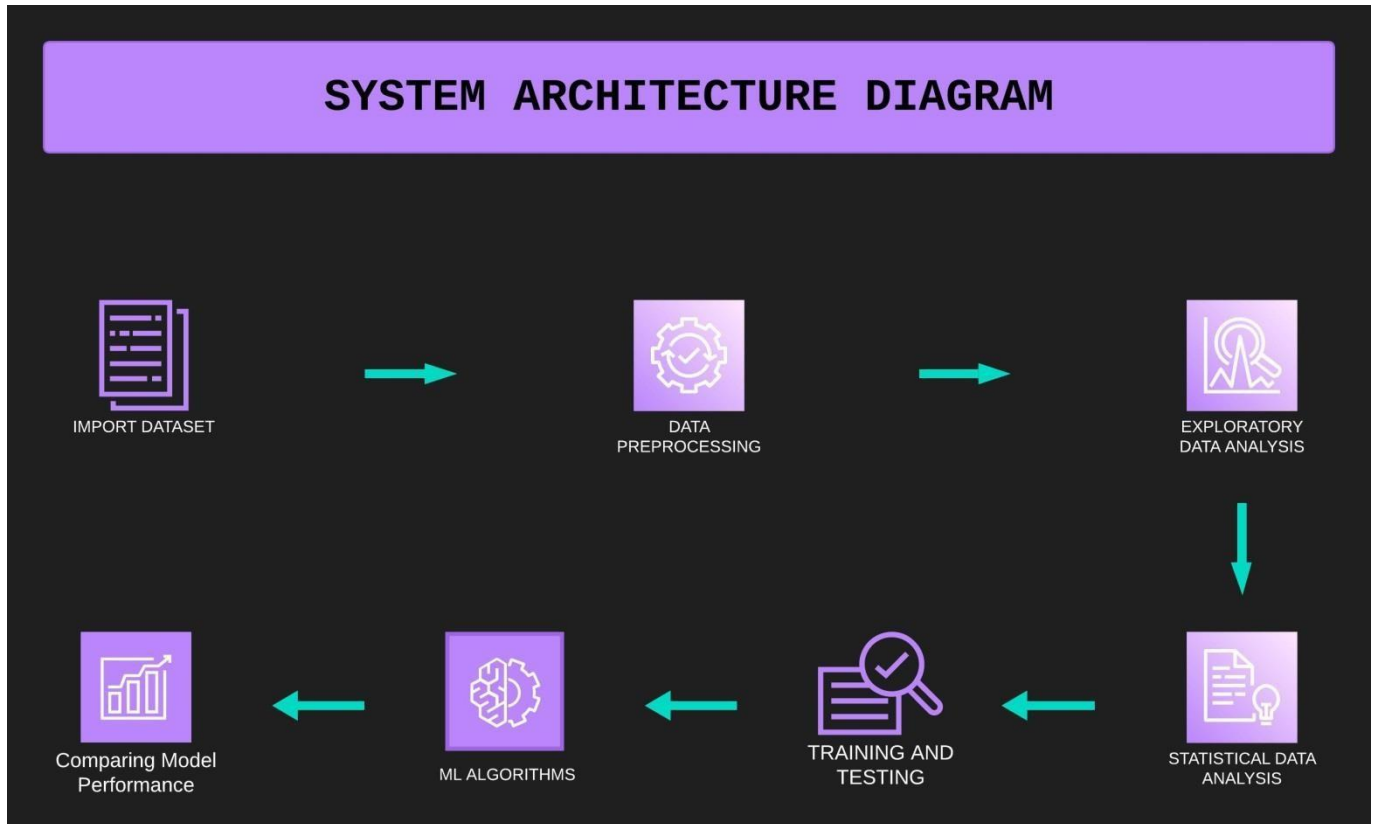 SYSTEM ARCHITECTURE DIAGRAM
IMPORT DATASET
DATA
PREPROCESSING
EXPLORATORY
DATA ANALYSIS
Comparing Model
Performance
ML ALGORITHMS
TRAINING AND
TESTING
STATISTICAL DATA
ANALYSIS